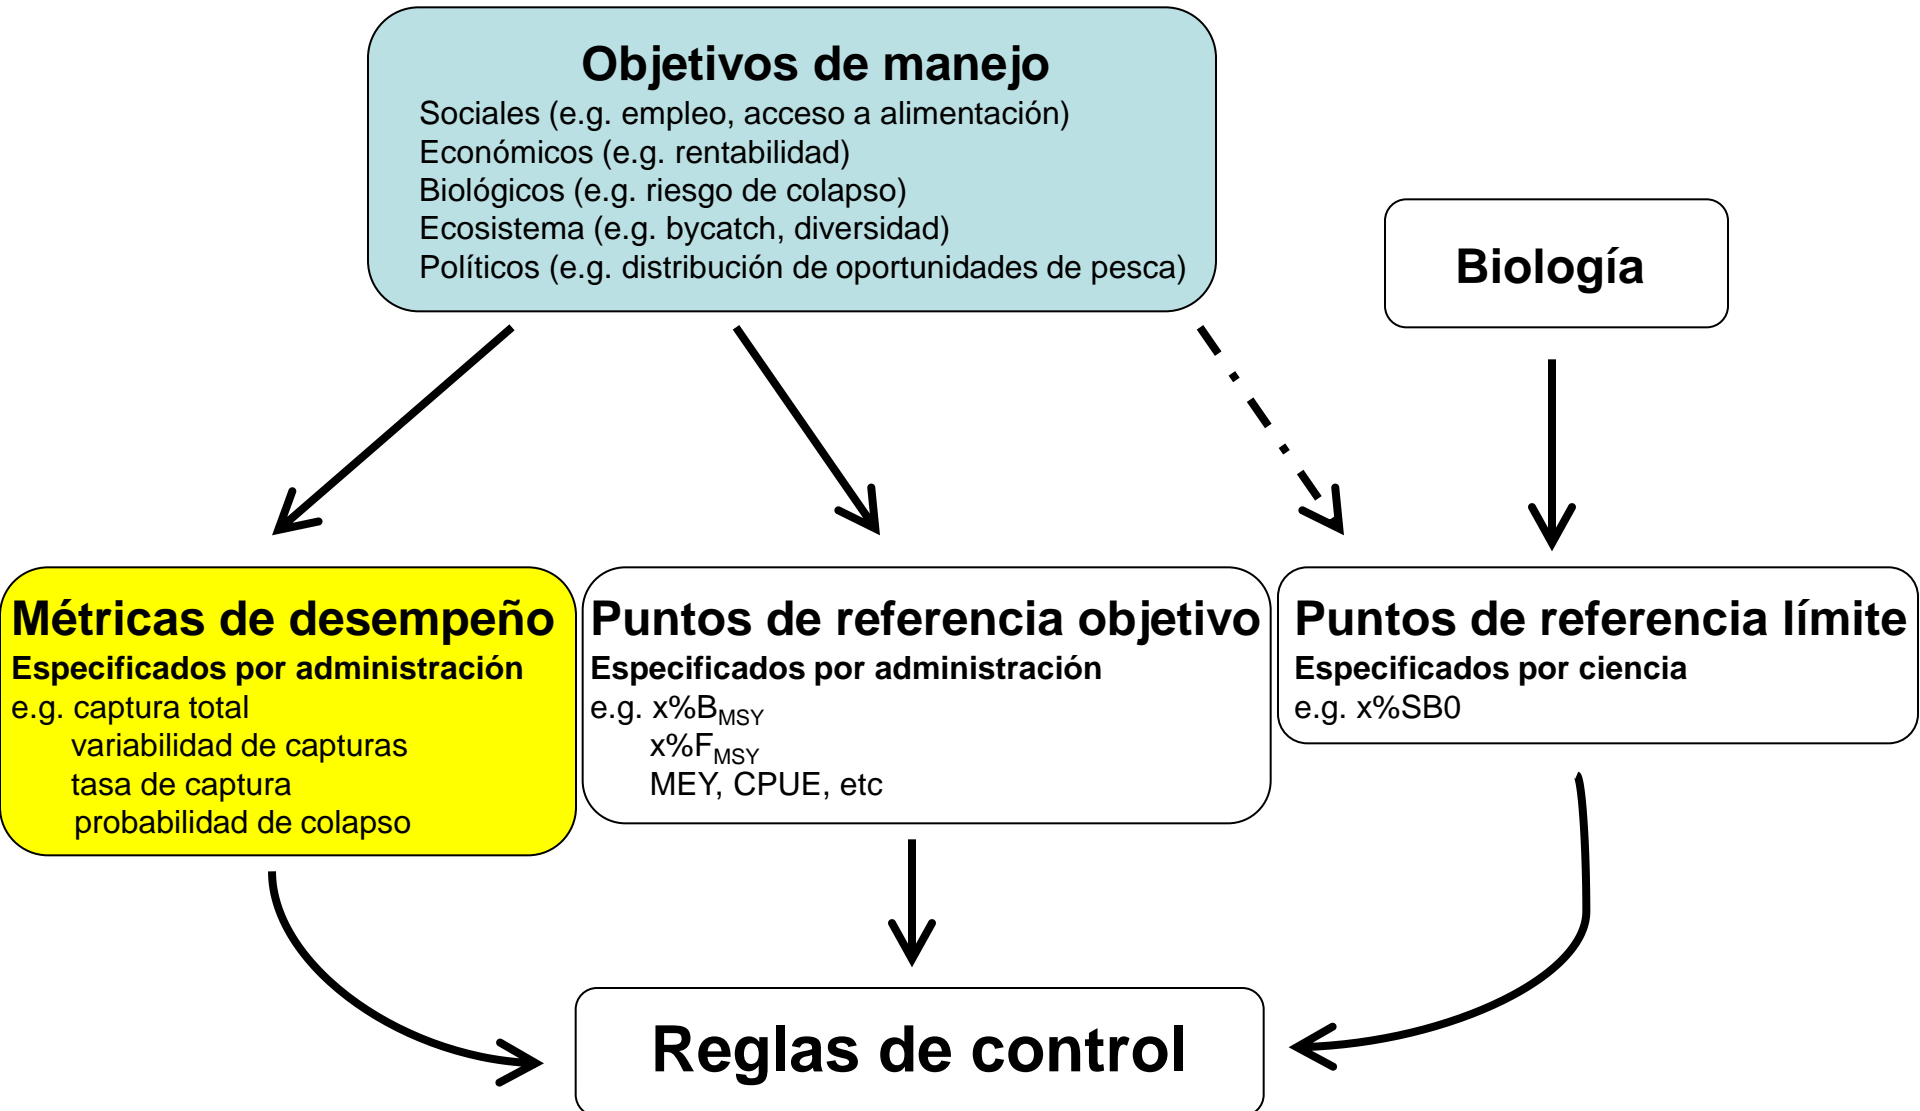 Objetivos de manejo
Sociales (e.g. empleo, acceso a alimentación)
Económicos (e.g. rentabilidad)
Biológicos (e.g. riesgo de colapso)
Ecosistema (e.g. bycatch, diversidad)
Políticos (e.g. distribución de oportunidades de pesca)
Biología
Métricas de desempeño
Especificados por administración
e.g. captura total
variabilidad de capturas
tasa de captura
probabilidad de colapso
Puntos de referencia objetivo
Especificados por administración
e.g. x%B_MSY
x%F_MSY
MEY, CPUE, etc
Puntos de referencia límite
Especificados por ciencia
e.g. x%SB0
Reglas de control